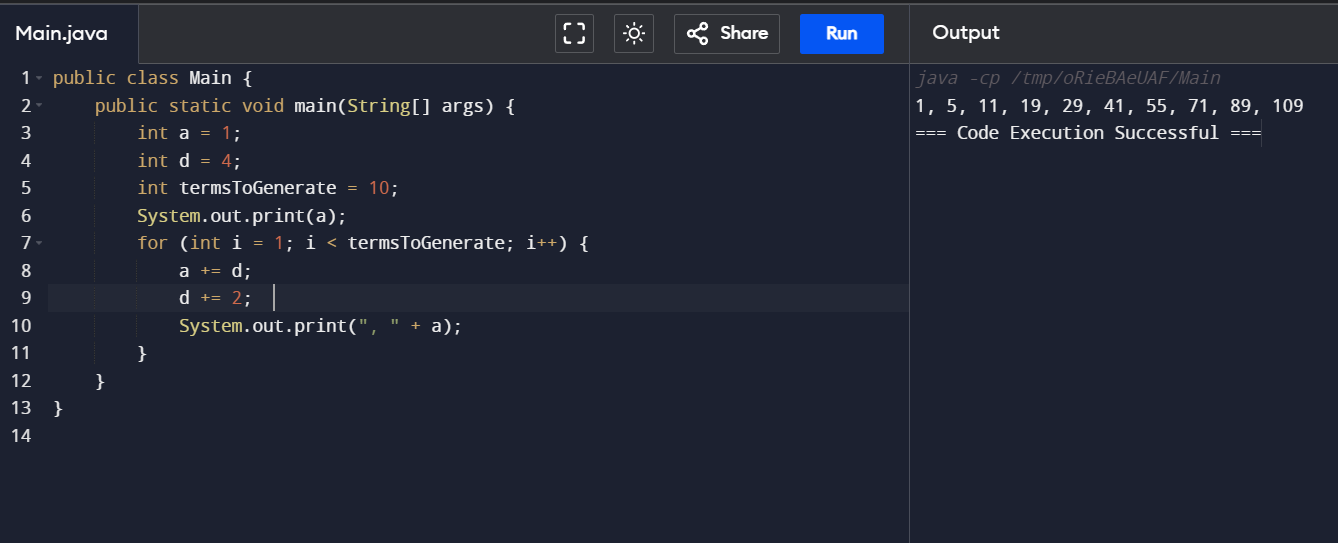 Main.java
Share
Run
Output
1 public class Main {
2     public static void main(String[] args) {
3         int a = 1;
4         int d = 4;
5         int termsToGenerate = 10;
6         System.out.print(a);
7         for (int i = 1; i < termsToGenerate; i++) {
8             a += d;
9             d += 2;
10             System.out.print(", " + a);
11         }
12     }
13 }
14
java -cp /tmp/oRieBAeUAF/Main
1, 5, 11, 19, 29, 41, 55, 71, 89, 109
=== Code Execution Successful ===